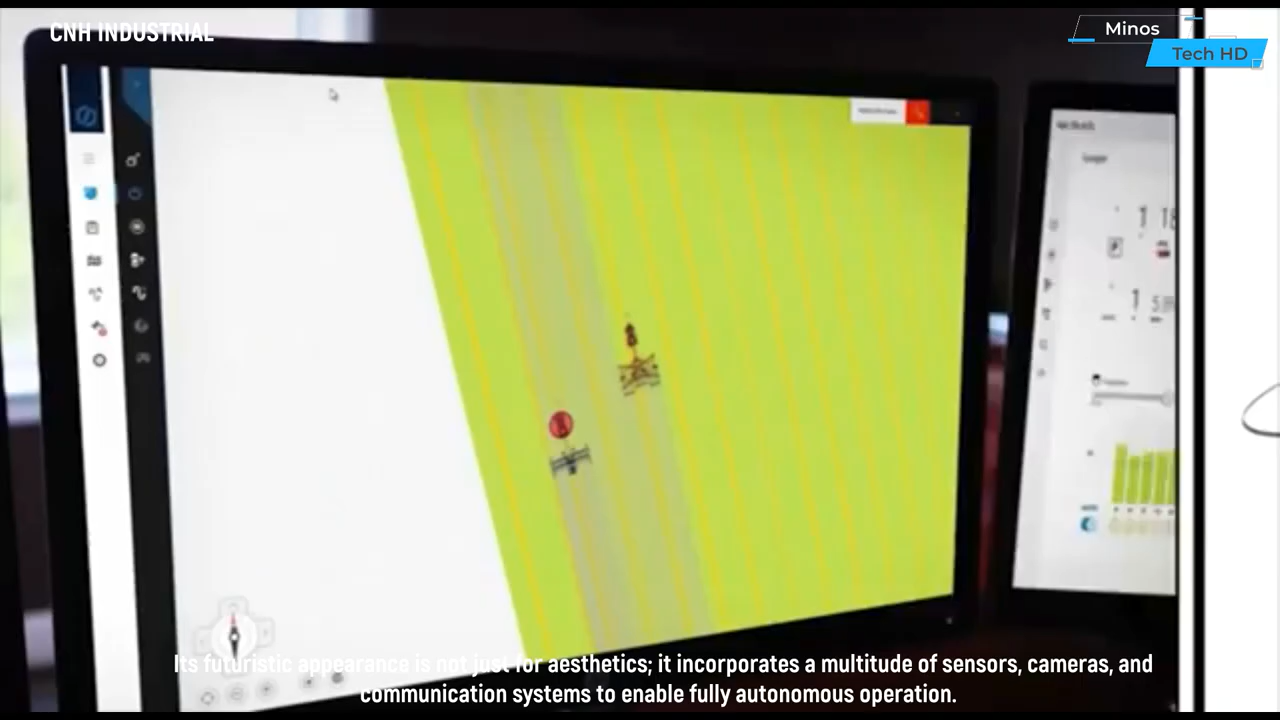 CNH INDUSTRIAL
Minos
Tech HD
Its futuristic appearance is not just for aesthetics; it incorporates a multitude of sensors, cameras, and
communication systems to enable fully autonomous operation.